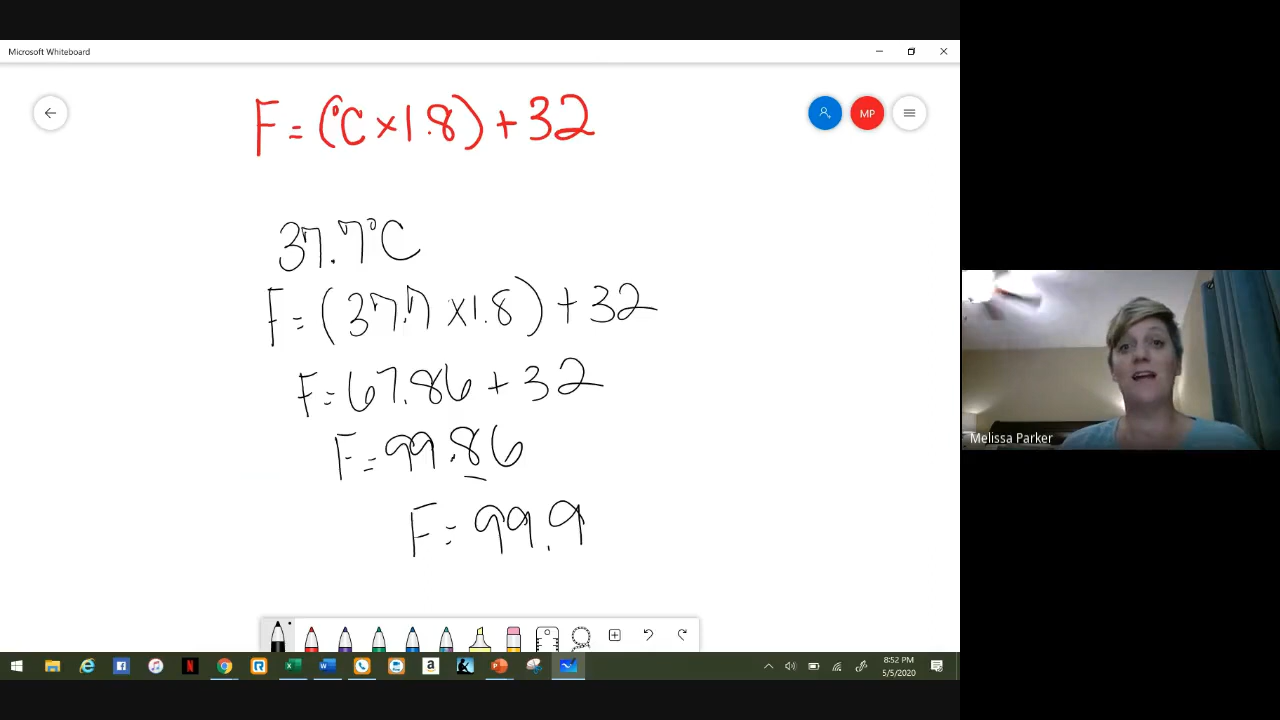 Microsoft Whiteboard
F = (°C × 1.8) + 32
MP
37.7°C
F = (37.7 × 1.8) + 32
F = 67.86 + 32
F = 99.86
F = 99.9
Melissa Parker
8:52 PM
5/5/2020